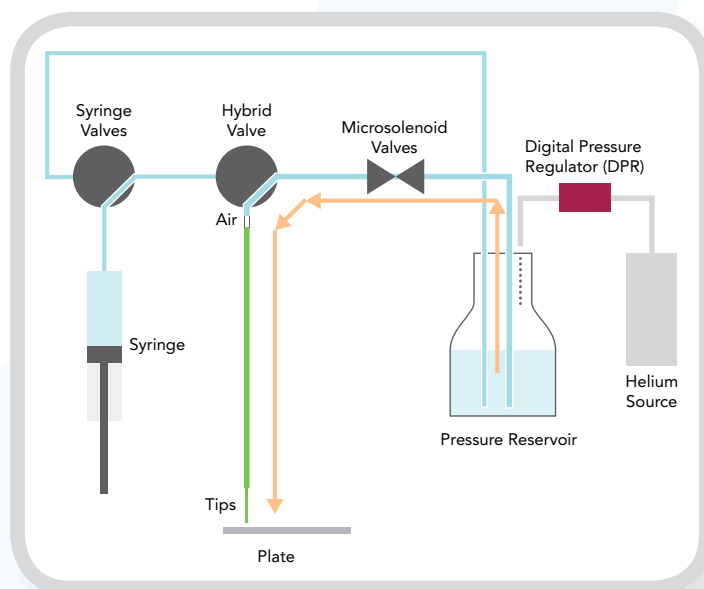 Syringe
Valves
Hybrid
Valve
Microsolenoid
Valves
Digital Pressure
Regulator (DPR)
Air
Syringe
Helium
Source
Pressure Reservoir
Tips
Plate